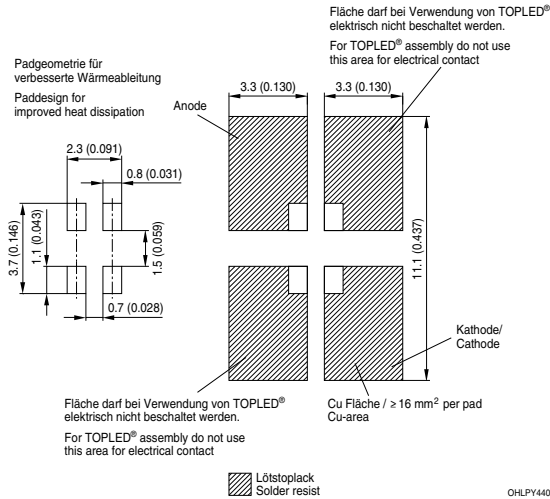 Fläche darf bei Verwendung von TOPLED®
elektrisch nicht beschaltet werden.
For TOPLED® assembly do not use
this area for electrical contact
Padgeometrie für
verbesserte Wärmeableitung
Paddesign for
improved heat dissipation
Anode
3.3 (0.130)
3.3 (0.130)
2.3 (0.091)
0.8 (0.031)
3.7 (0.146)
1.1 (0.043)
1.5 (0.059)
0.7 (0.028)
11.1 (0.437)
Kathode/
Cathode
Fläche darf bei Verwendung von TOPLED®
elektrisch nicht beschaltet werden.
For TOPLED® assembly do not use
this area for electrical contact
Cu Fläche / ≥ 16 mm² per pad
Cu-area
Lötstoplack
Solder resist
OHLPY440